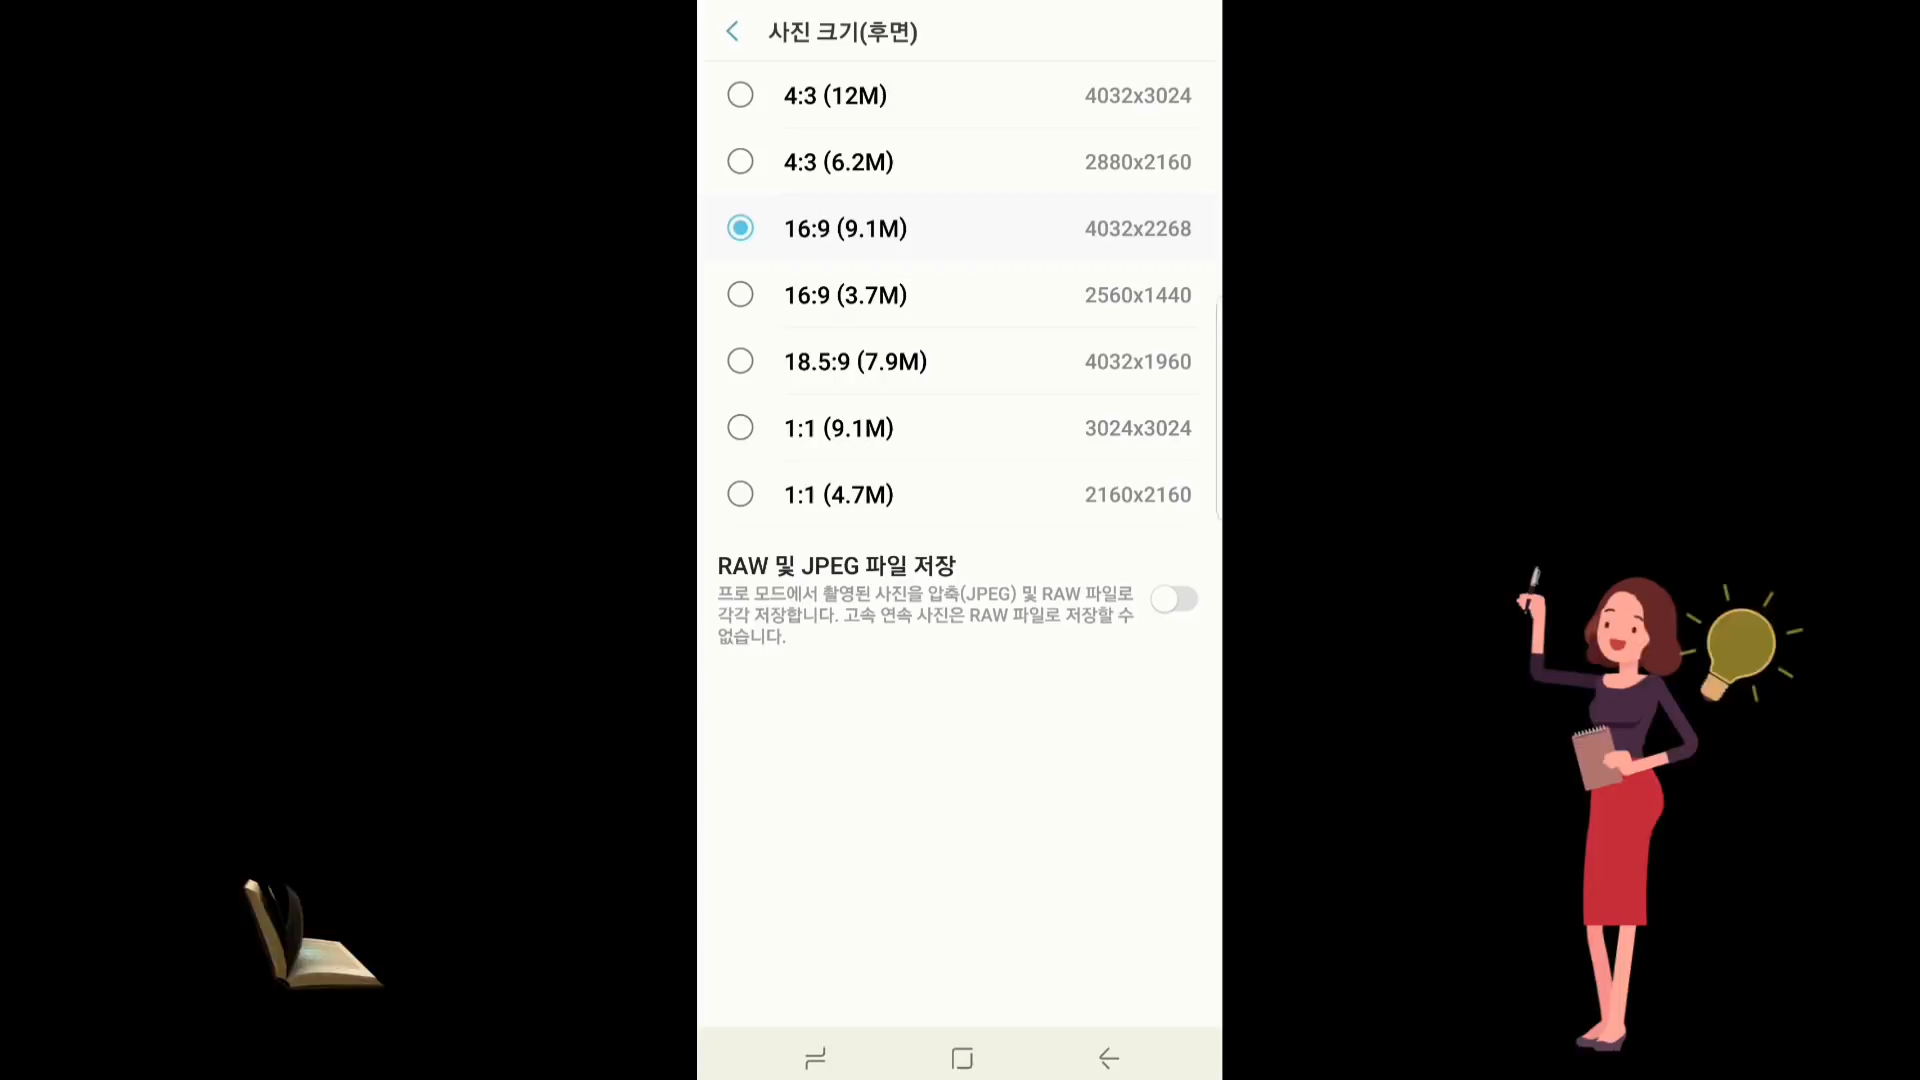 사진 크기(후면)
4:3 (12M) 4032x3024
4:3 (6.2M) 2880x2160
16:9 (9.1M) 4032x2268
16:9 (3.7M) 2560x1440
18.5:9 (7.9M) 4032x1960
1:1 (9.1M) 3024x3024
1:1 (4.7M) 2160x2160
RAW 및 JPEG 파일 저장
프로 모드에서 촬영된 사진을 압축(JPEG) 및 RAW 파일로
각각 저장합니다. 고속 연속 사진은 RAW 파일로 저장할 수
없습니다.